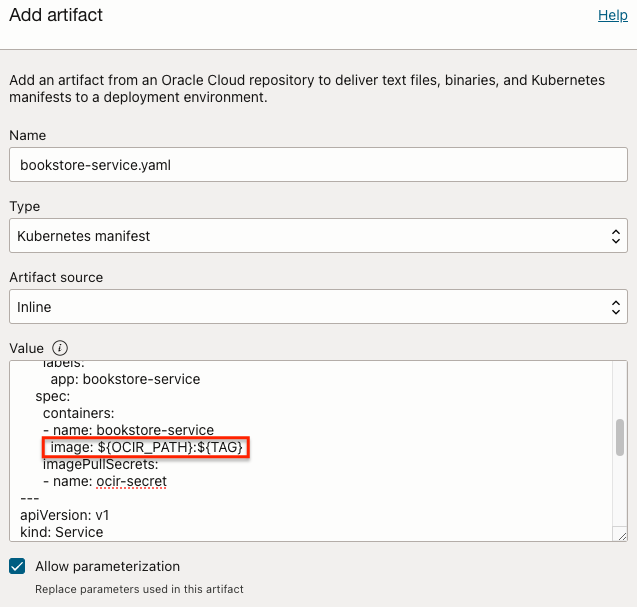 Add artifact
Help
Add an artifact from an Oracle Cloud repository to deliver text files, binaries, and Kubernetes
manifests to a deployment environment.
Name
bookstore-service.yaml
Type
Kubernetes manifest
Artifact source
Inline
Value
labels:
app: bookstore-service
spec:
containers:
- name: bookstore-service
image: ${OCIR_PATH}:${TAG}
imagePullSecrets:
- name: ocir-secret
---
apiVersion: v1
kind: Service
Allow parameterization
Replace parameters used in this artifact